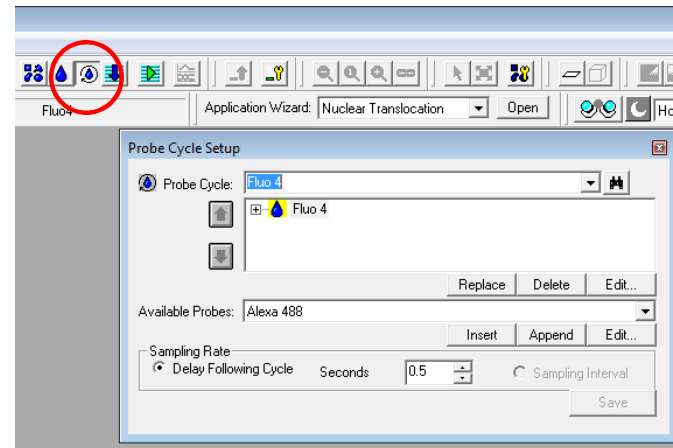 Fluo4
Application Wizard: Nuclear Translocation Open Ho
Probe Cycle Setup
Probe Cycle: Fluo 4
Fluo 4
Replace Delete Edit...
Available Probes: Alexa 488
Insert Append Edit...
Sampling Rate
Delay Following Cycle Seconds 0.5 Sampling Interval
Save